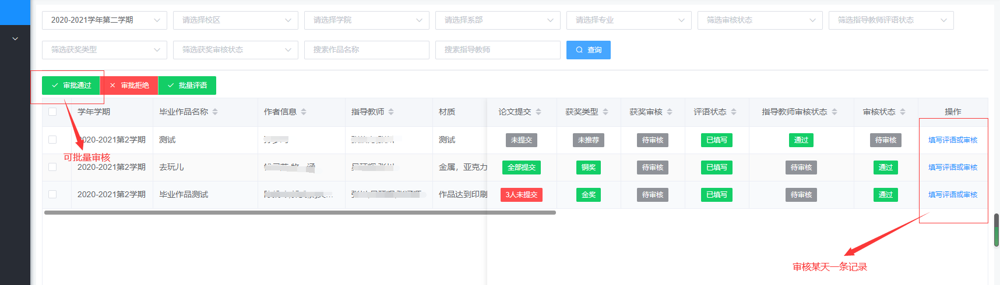 2020-2021学年第二学期 请选择校区 请选择学院 请选择系部 请选择专业 筛选审核状态 筛选指导教师评语状态
筛选获奖类型 筛选获奖审核状态 搜索作品名称 搜索指导教师 查询
审批通过 审批拒绝 批量评语
学年学期 毕业作品名称 作者信息 指导教师 材质 论文提交 获奖类型 获奖审核 评语状态 指导教师审核状态 审核状态 操作
2020-2021第2学期 测试 测试 未提交 未推荐 待审核 已填写 通过 待审核 填写评语或审核
可批量审核
2020-2021第2学期 去玩儿 金属，亚克力 全部提交 铜奖 待审核 已填写 待审核 通过 填写评语或审核
2020-2021第2学期 毕业作品测试 作品达到印刷 3人未提交 金奖 待审核 已填写 待审核 通过 填写评语或审核
审核某天一条记录